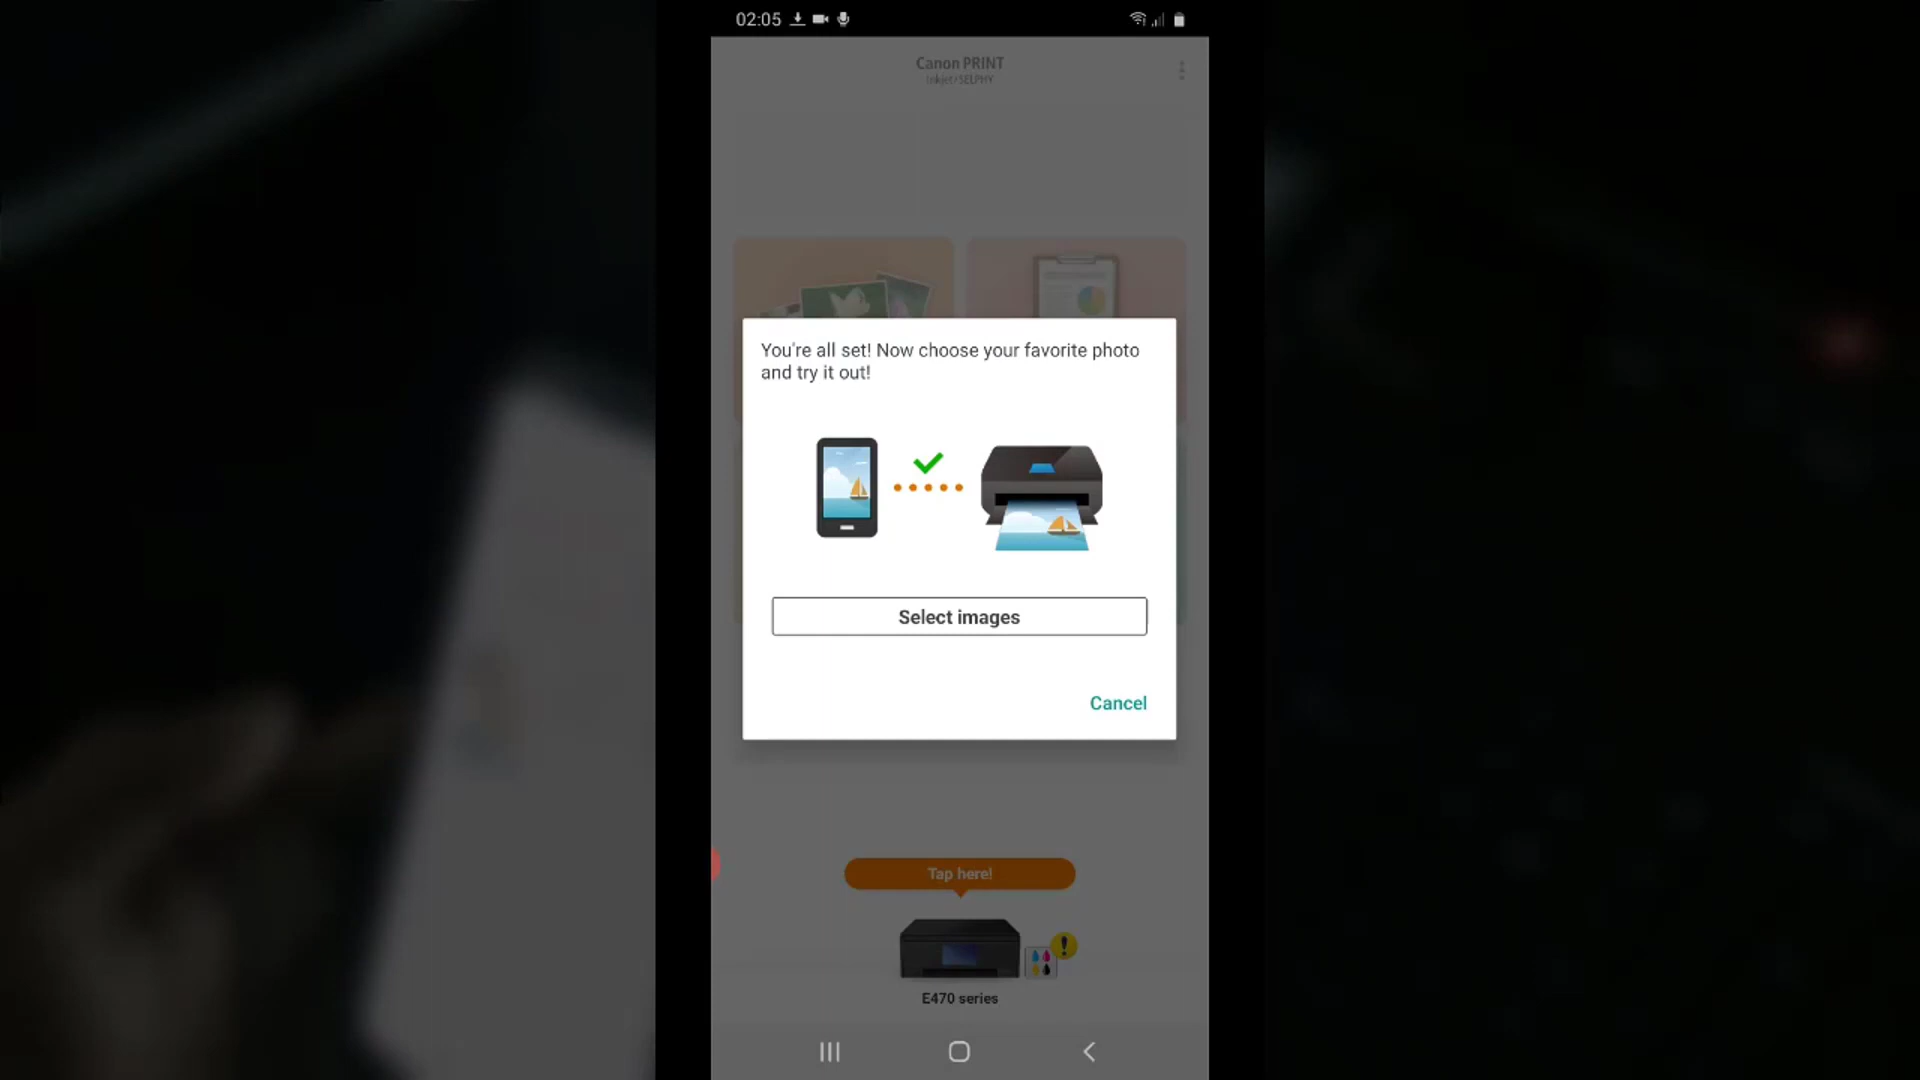 02:05
Canon PRINT
Inkjet/SELPHY
You're all set! Now choose your favorite photo
and try it out!
Select images
Cancel
Tap here!
E470 series